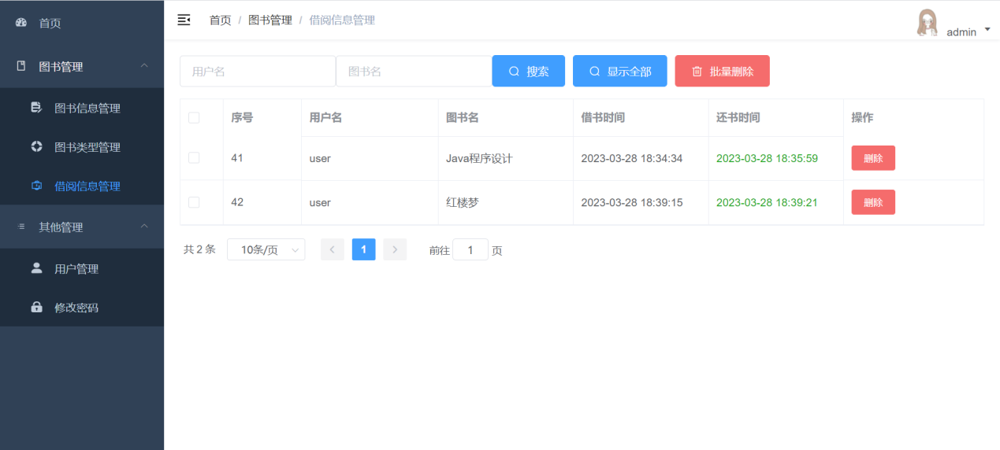 首页
图书管理
图书信息管理
图书类型管理
借阅信息管理
其他管理
用户管理
修改密码
首页 / 图书管理 / 借阅信息管理
admin
用户名 图书名 搜索 显示全部 批量删除
序号 用户名 图书名 借书时间 还书时间 操作
41 user Java程序设计 2023-03-28 18:34:34 2023-03-28 18:35:59 删除
42 user 红楼梦 2023-03-28 18:39:15 2023-03-28 18:39:21 删除
共 2 条 10条/页 1 前往 1 页